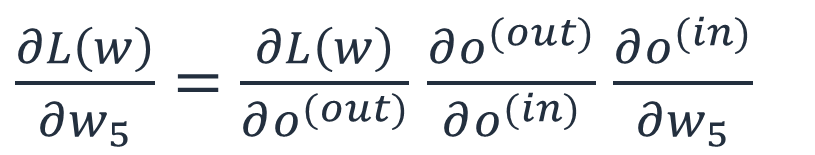 ∂L(w)/∂w₅ = ∂L(w)/∂o⁽ᵒᵘᵗ⁾ ∂o⁽ᵒᵘᵗ⁾/∂o⁽ⁱⁿ⁾ ∂o⁽ⁱⁿ⁾/∂w₅